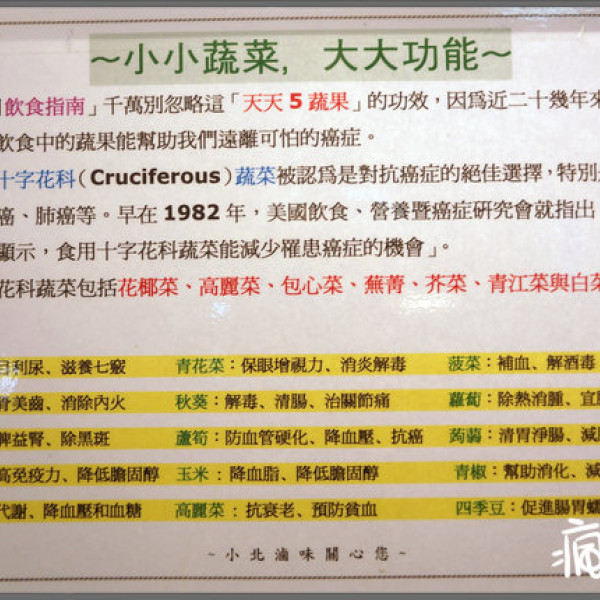 ～小小蔬菜，大大功能～
飲食指南」千萬別忽略這「天天 5 蔬果」的功效，因為近二十幾年來
飲食中的蔬果能幫助我們遠離可怕的癌症。
十字花科（Cruciferous）蔬菜被認為是對抗癌症的絕佳選擇，特別
癌、肺癌等。早在 1982 年，美國飲食、營養暨癌症研究會就指出
顯示，食用十字花科蔬菜能減少罹患癌症的機會」。
花科蔬菜包括花椰菜、高麗菜、包心菜、蕪菁、芥菜、青江菜與白菜
利尿、滋養七竅 青花菜：保眼增視力、消炎解毒 菠菜：補血、解酒毒
美齒、消除內火 秋葵：解毒、清腸、治關節痛 蘿蔔：除熱消腫、宜
脾益腎、除黑斑 蘆筍：防血管硬化、降血壓、抗癌 蒟蒻：清胃淨腸、減
高免疫力、降低膽固醇 玉米：降血脂、降低膽固醇 青椒：幫助消化、減
代謝、降血壓和血糖 高麗菜：抗衰老、預防貧血 四季豆：促進腸胃蠕
~小北滷味關心您~
瘋